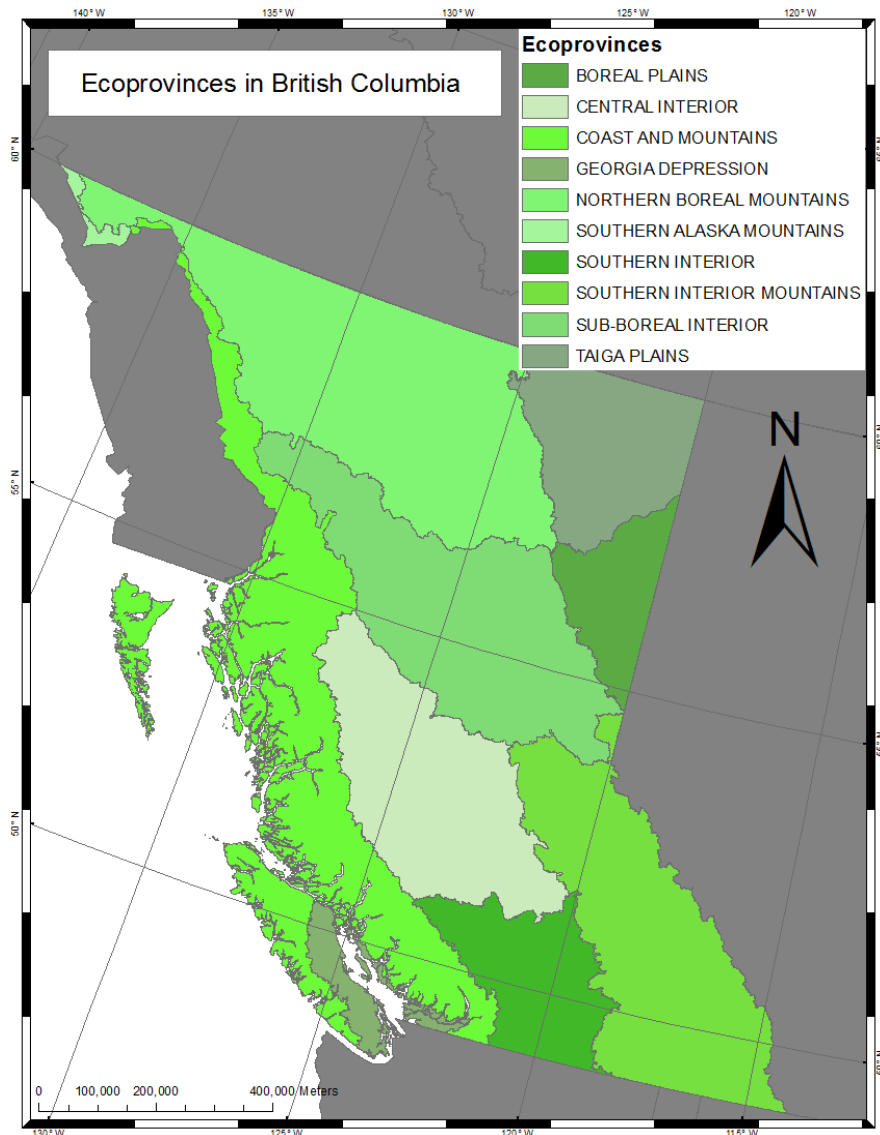 140° W 135° W 130° W 125° W 120° W
Ecoprovinces in British Columbia
Ecoprovinces
BOREAL PLAINS
CENTRAL INTERIOR
COAST AND MOUNTAINS
GEORGIA DEPRESSION
NORTHERN BOREAL MOUNTAINS
SOUTHERN ALASKA MOUNTAINS
SOUTHERN INTERIOR
SOUTHERN INTERIOR MOUNTAINS
SUB-BOREAL INTERIOR
TAIGA PLAINS
60° N
N
55° N
55° N
50° N
50° N
0 100,000 200,000 400,000 Meters
130° W 125° W 120° W 115° W